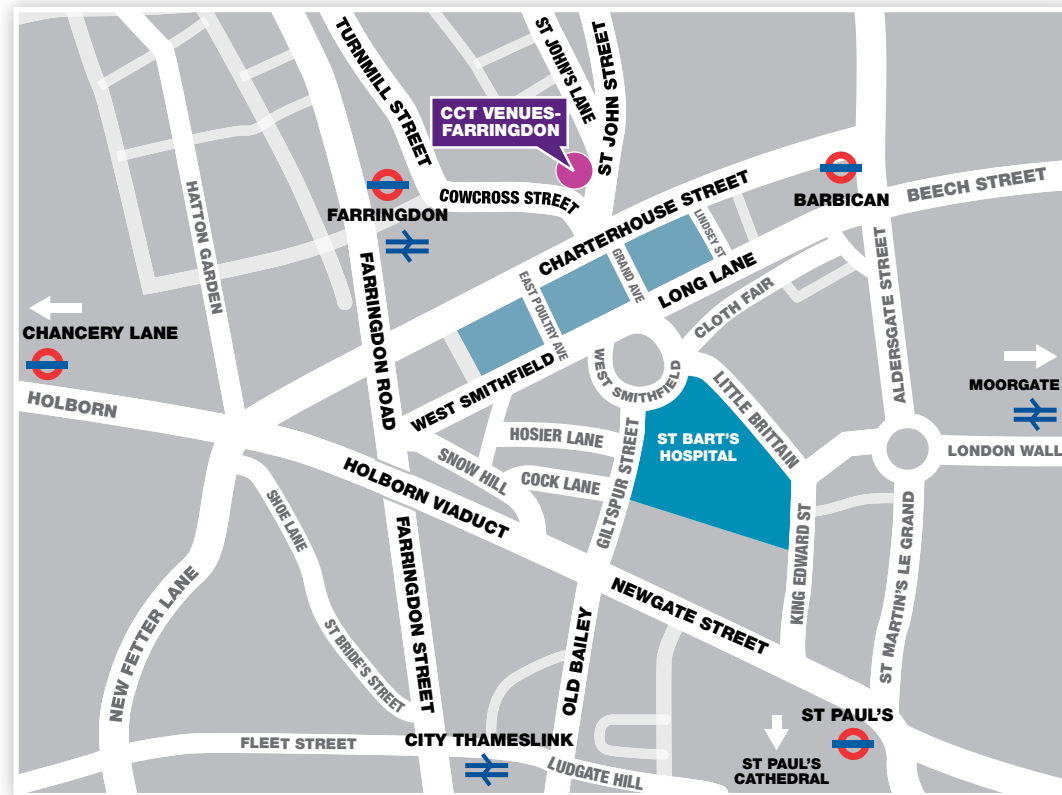 TURNMILL STREET
ST JOHN'S LANE
ST JOHN STREET
CCT VENUES-
FARRINGDON
COWCROSS STREET
FARRINGDON
CHARTERHOUSE STREET
BARBICAN
BEECH STREET
HATTON GARDEN
LINDSEY ST
GRAND AVE
EAST POULTRY AVE
LONG LANE
CLOTH FAIR
ALDERSGATE STREET
FARRINGDON ROAD
CHANCERY LANE
HOLBORN
WEST SMITHFIELD
WEST SMITHFIELD
LITTLE BRITTAIN
MOORGATE
LONDON WALL
ST BART'S
HOSPITAL
HOSIER LANE
SNOW HILL
COCK LANE
GILTSPUR STREET
HOLBORN VIADUCT
SHOE LANE
FARRINGDON STREET
KING EDWARD ST
ST MARTIN'S LE GRAND
NEWGATE STREET
NEW FETTER LANE
ST BRIDE'S STREET
OLD BAILEY
ST PAUL'S
FLEET STREET
CITY THAMESLINK
LUDGATE HILL
ST PAUL'S
CATHEDRAL